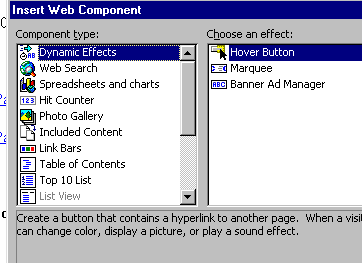 Insert Web Component
Component type:
Choose an effect:
Dynamic Effects
Web Search
Spreadsheets and charts
Hit Counter
Photo Gallery
Included Content
Link Bars
Table of Contents
Top 10 List
List View
Hover Button
Marquee
Banner Ad Manager
Create a button that contains a hyperlink to another page. When a visit
can change color, display a picture, or play a sound effect.